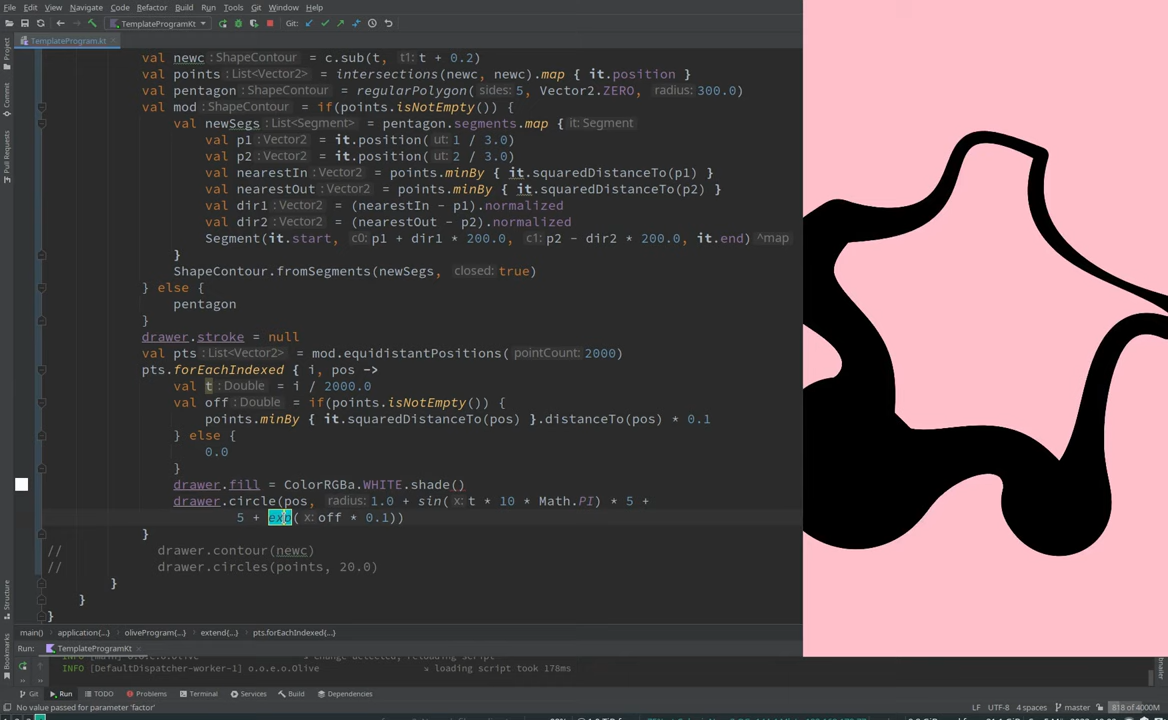 File Edit View Navigate Code Refactor Build Run Tools Git Window Help
TemplateProgramKt Git:
TemplateProgram.kt
Project
Commit
Pull Requests
val newc : ShapeContour = c.sub(t, t1: t + 0.2)
val points : List<Vector2> = intersections(newc, newc).map { it.position }
val pentagon : ShapeContour = regularPolygon( sides: 5, Vector2.ZERO, radius: 300.0)
val mod : ShapeContour = if(points.isNotEmpty()) {
val newSegs : List<Segment> = pentagon.segments.map { it: Segment
val p1 : Vector2 = it.position( ut: 1 / 3.0)
val p2 : Vector2 = it.position( ut: 2 / 3.0)
val nearestIn : Vector2 = points.minBy { it.squaredDistanceTo(p1) }
val nearestOut : Vector2 = points.minBy { it.squaredDistanceTo(p2) }
val dir1 : Vector2 = (nearestIn - p1).normalized
val dir2 : Vector2 = (nearestOut - p2).normalized
Segment(it.start, c0: p1 + dir1 * 200.0, c1: p2 - dir2 * 200.0, it.end) ^map
}
ShapeContour.fromSegments(newSegs, closed: true)
} else {
pentagon
}
drawer.stroke = null
val pts : List<Vector2> = mod.equidistantPositions( pointCount: 2000)
pts.forEachIndexed { i, pos ->
val t : Double = i / 2000.0
val off : Double = if(points.isNotEmpty()) {
points.minBy { it.squaredDistanceTo(pos) }.distanceTo(pos) * 0.1
} else {
0.0
}
drawer.fill = ColorRGBa.WHITE.shade()
drawer.circle(pos, radius: 1.0 + sin( x: t * 10 * Math.PI) * 5 +
5 + exp( x: off * 0.1))
}
// drawer.contour(newc)
// drawer.circles(points, 20.0)
}
}
}
Structure
Bookmarks
main() application{...} oliveProgram{...} extend{...} pts.forEachIndexed{...}
Run: TemplateProgramKt
INFO [DefaultDispatcher-worker-1] o.o.e.o.Olive ↘ loading script took 178ms
Git Run TODO Problems Terminal Services Build Dependencies
No value passed for parameter 'factor' LF UTF-8 4 spaces master 818 of 4000M